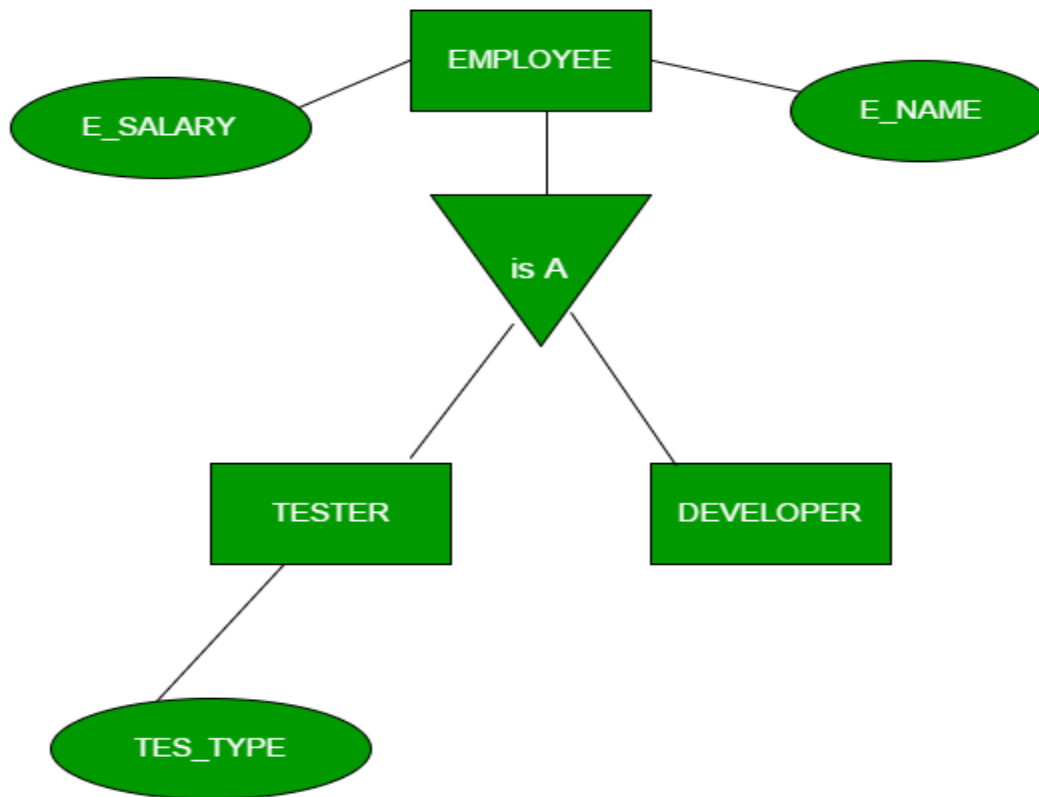 EMPLOYEE
E_SALARY
E_NAME
is A
TESTER
DEVELOPER
TES_TYPE